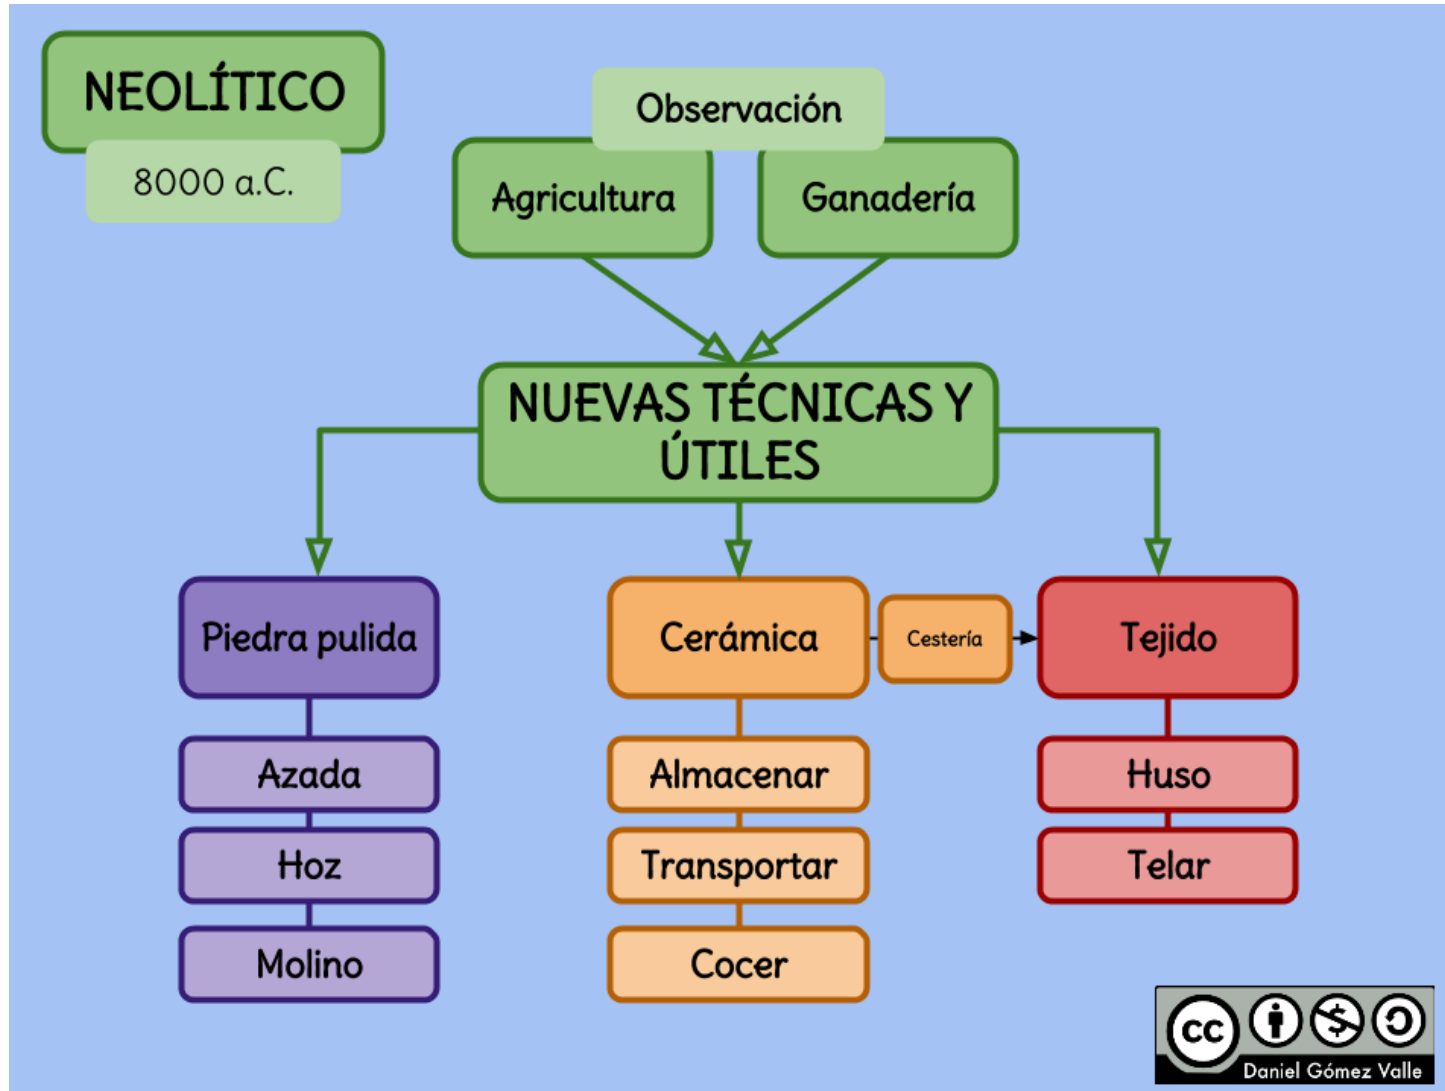 NEOLÍTICO
8000 a.C.
Observación
Agricultura
Ganadería
NUEVAS TÉCNICAS Y
ÚTILES
Piedra pulida
Cerámica
Cestería
Tejido
Azada
Almacenar
Huso
Hoz
Transportar
Telar
Molino
Cocer
cc
Daniel Gómez Valle